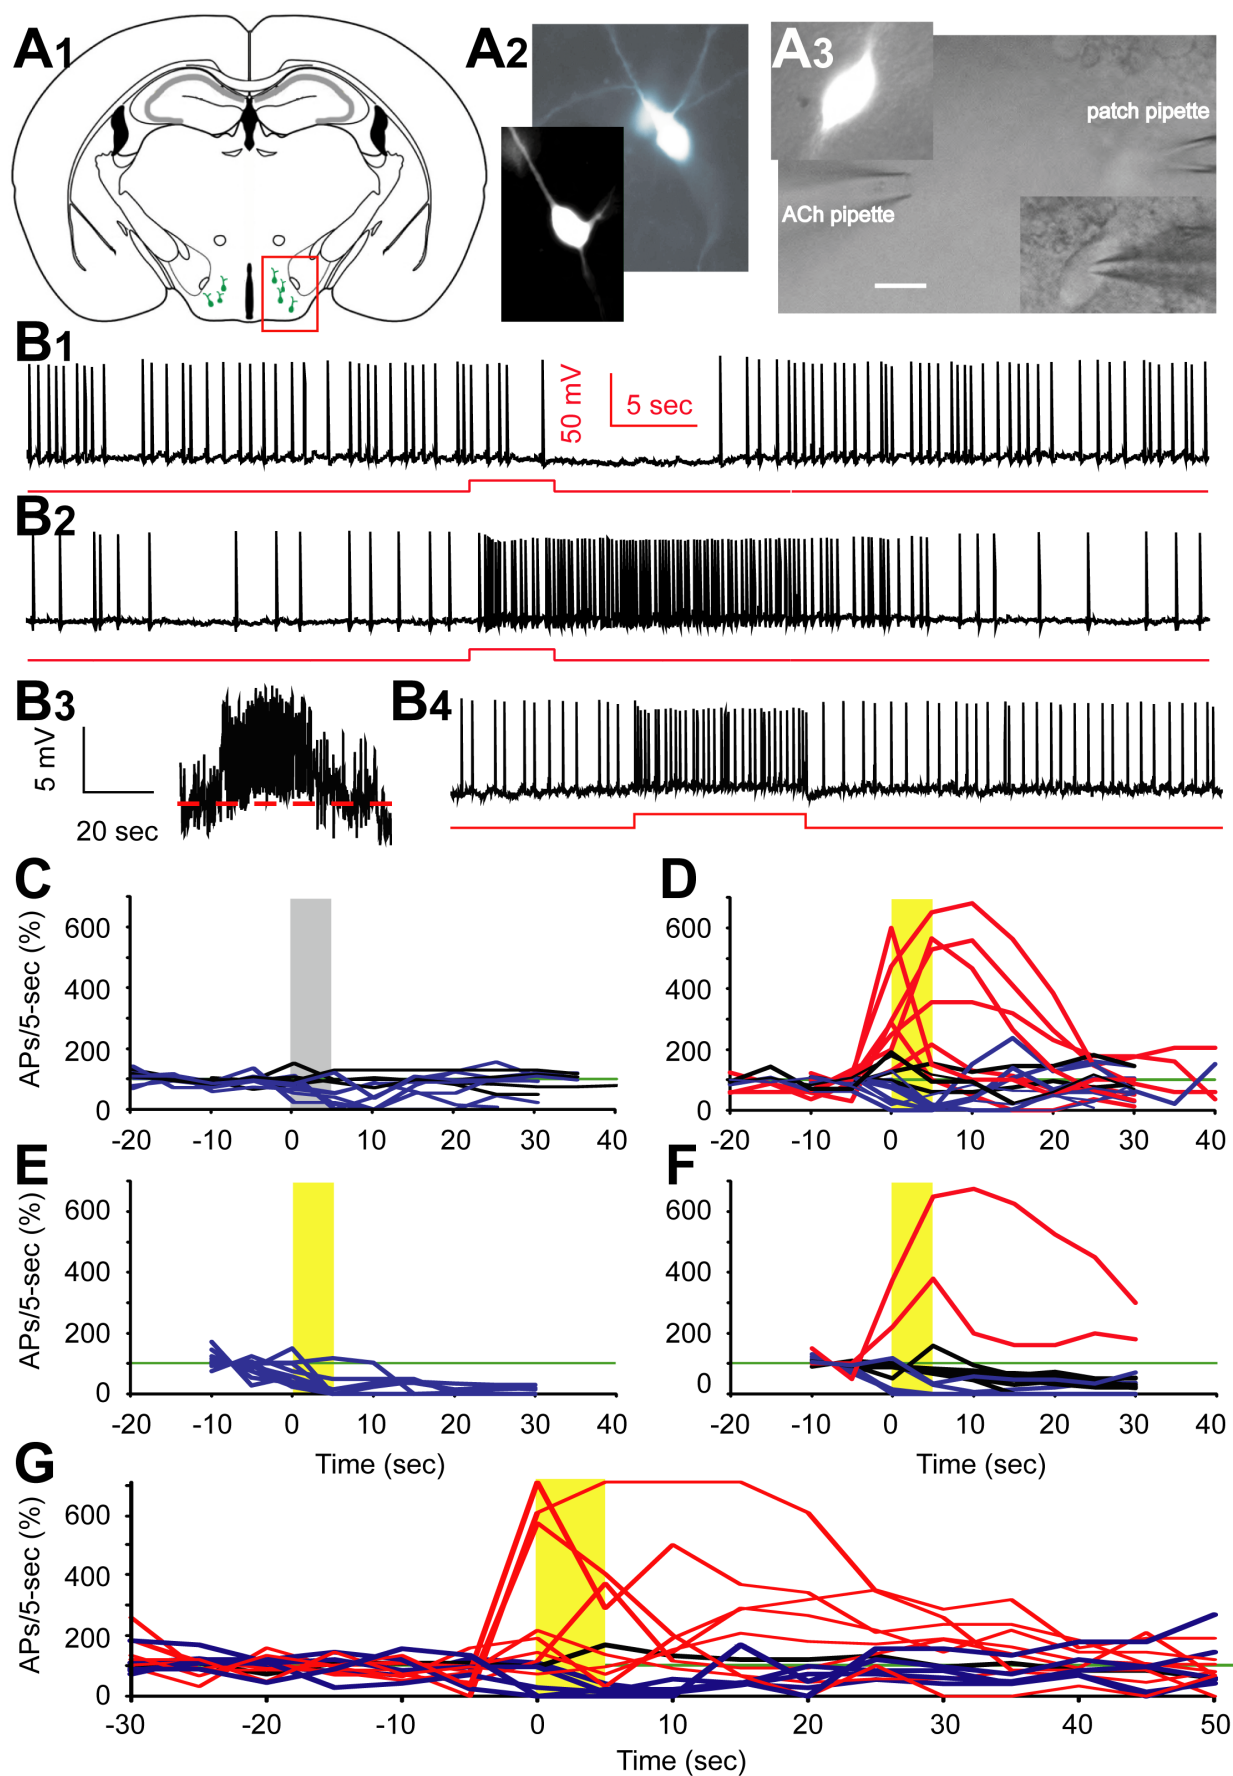 A1
A2
A3
patch pipette
ACh pipette
B1
50 mV
5 sec
B2
B3
5 mV
20 sec
B4
C
APs/5-sec (%)
600
400
200
0
-20 -10 0 10 20 30 40
D
600
400
200
0
-20 -10 0 10 20 30 40
E
APs/5-sec (%)
600
400
200
0
-20 -10 0 10 20 30 40
Time (sec)
F
600
400
200
0
-20 -10 0 10 20 30 40
Time (sec)
G
APs/5-sec (%)
600
400
200
0
-30 -20 -10 0 10 20 30 40 50
Time (sec)